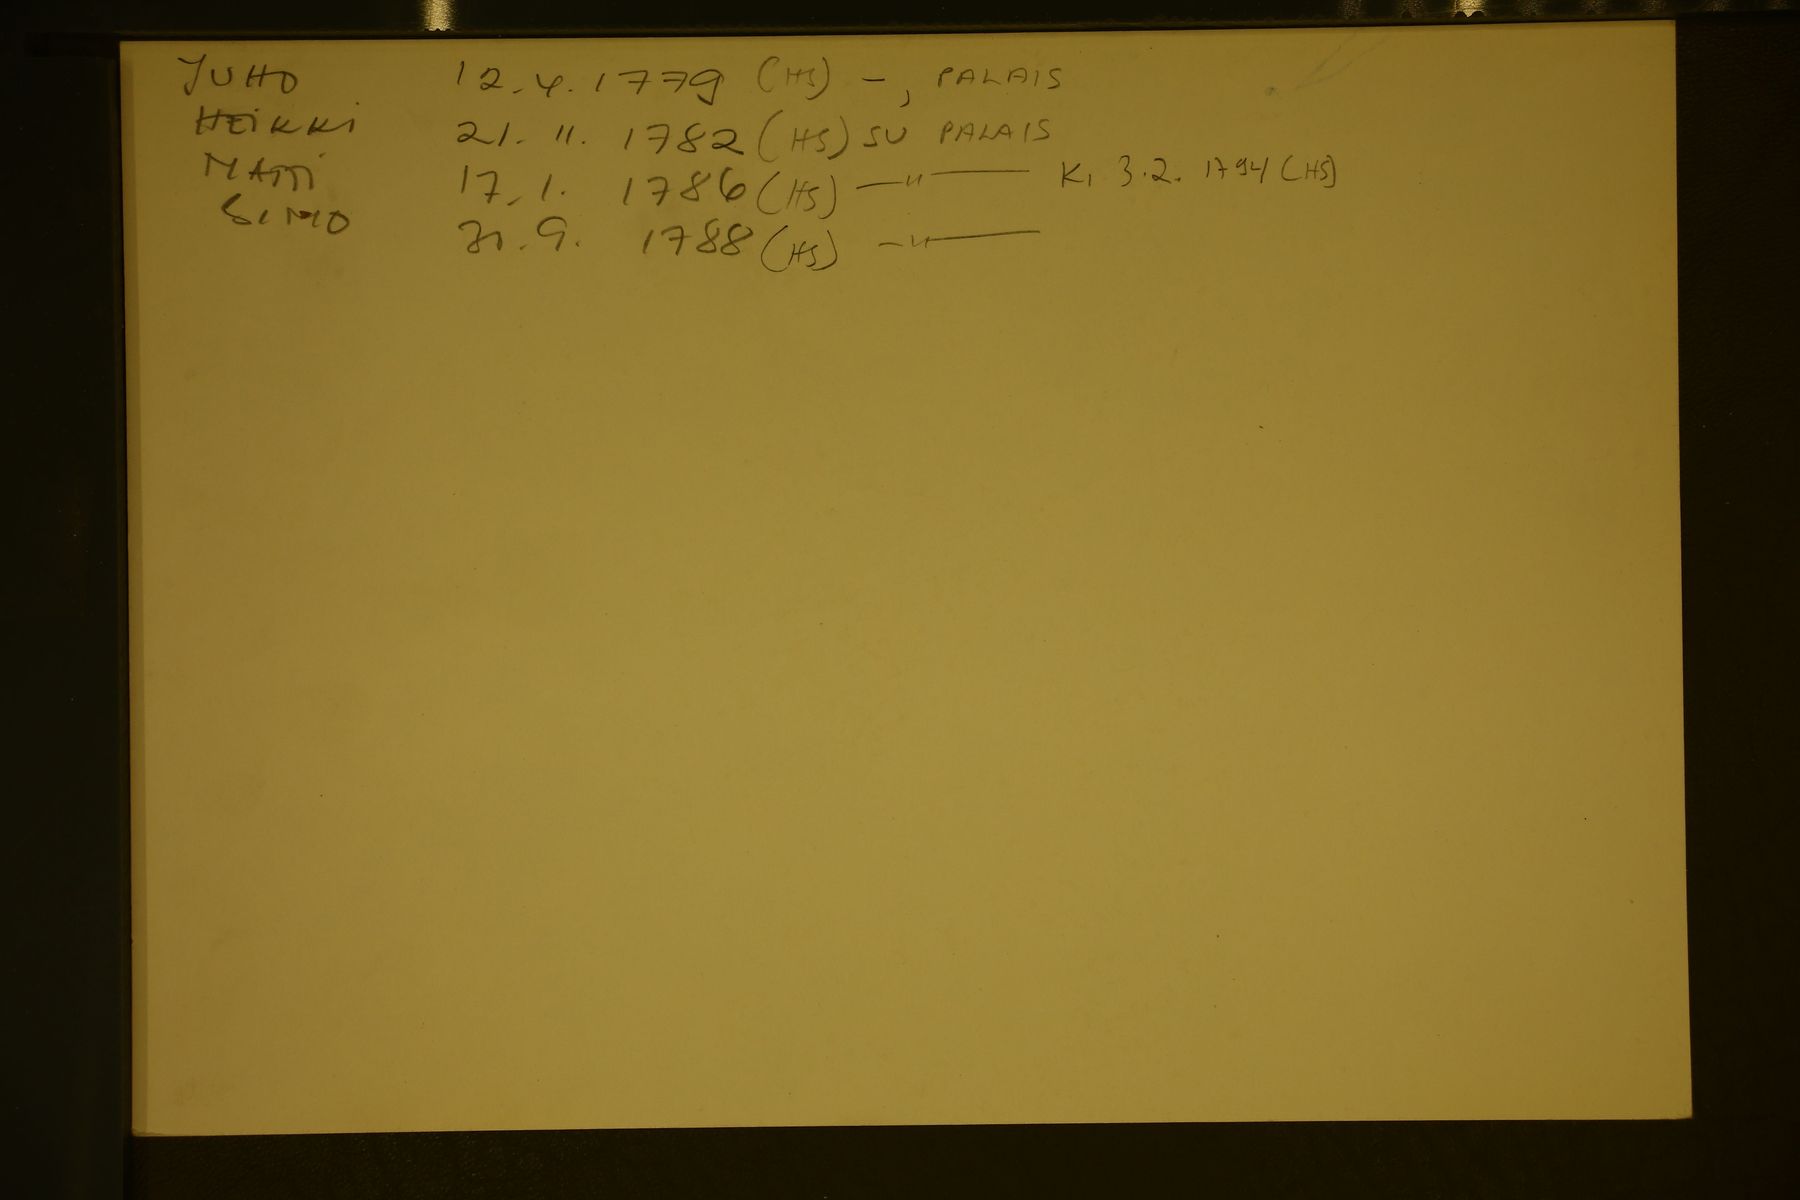 JUHO 12.4.1779 (HS) –, PALAIS
HEIKKI 21. 11. 1782 (HS) SU PALAIS
MATTI 17.1. 1786 (HS) —"— K. 3.2. 1794 (HS)
SIMO 9. 1788 (HS) —"—